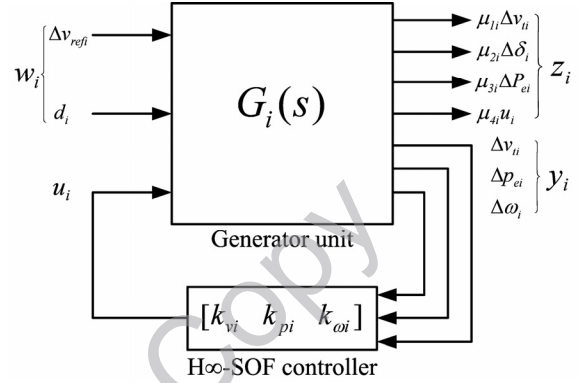 w_i
Δv_refi
d_i
u_i
G_i(s)
Generator unit
μ_1i Δv_ti
μ_2i Δδ_i
μ_3i ΔP_ei
μ_4i u_i
z_i
Δv_ti
Δp_ei
Δω_i
y_i
[k_vi k_pi k_ωi]
H∞-SOF controller
Copy